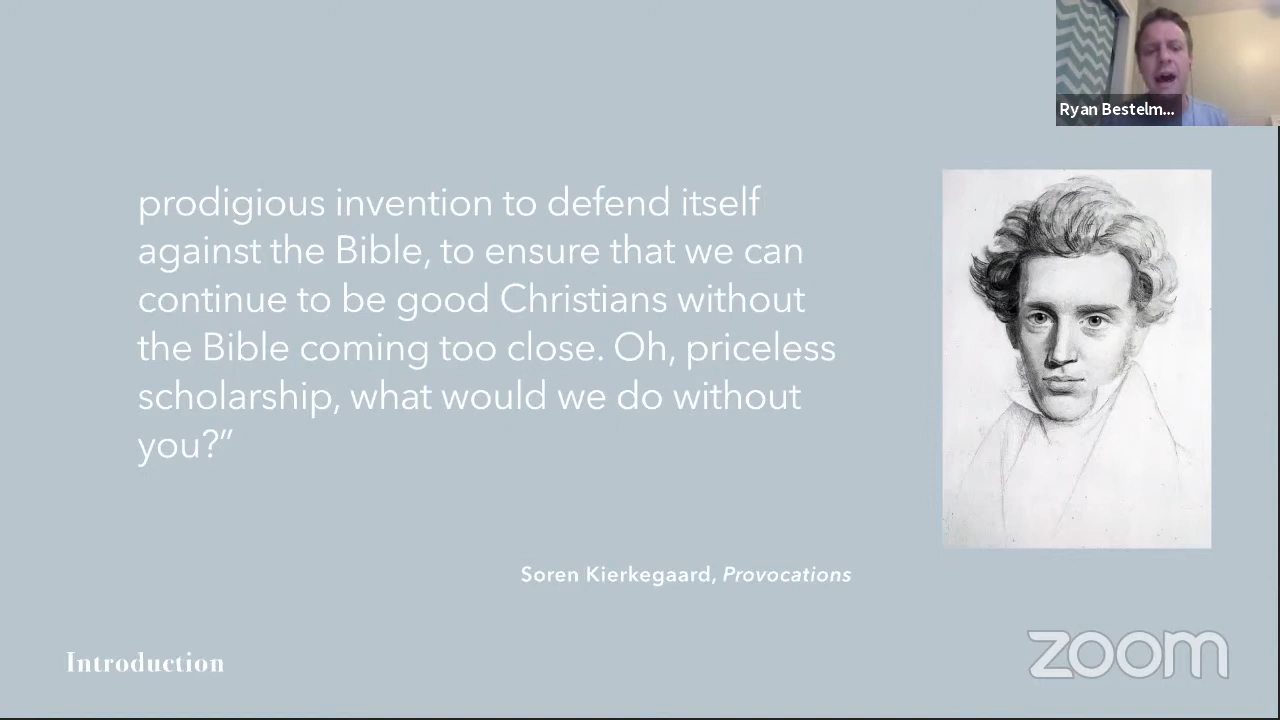 Ryan Bestelm...
prodigious invention to defend itself
against the Bible, to ensure that we can
continue to be good Christians without
the Bible coming too close. Oh, priceless
scholarship, what would we do without
you?”
Soren Kierkegaard, Provocations
Introduction
zoom